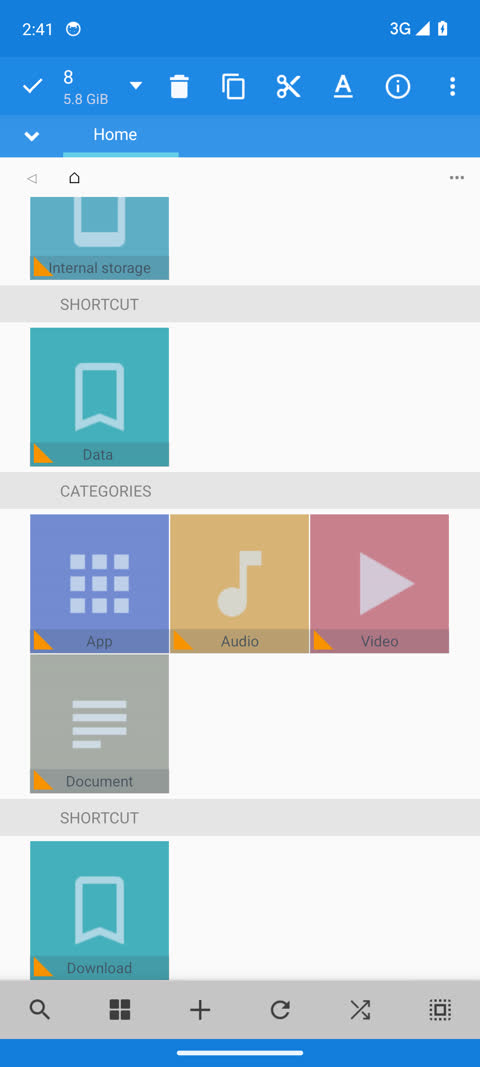 2:41
3G
8
5.8 GiB
A
Home
Internal storage
SHORTCUT
Data
CATEGORIES
App
Audio
Video
Document
SHORTCUT
Download